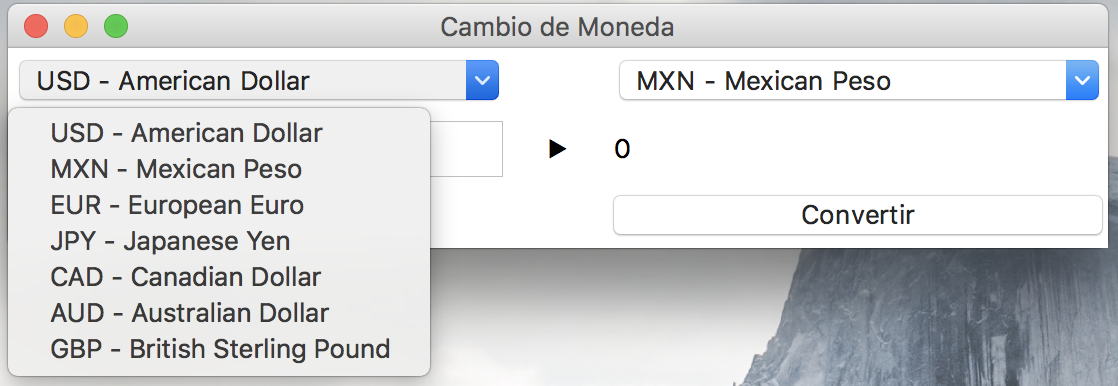 Cambio de Moneda
USD - American Dollar
MXN - Mexican Peso
USD - American Dollar
MXN - Mexican Peso
EUR - European Euro
JPY - Japanese Yen
CAD - Canadian Dollar
AUD - Australian Dollar
GBP - British Sterling Pound
0
Convertir